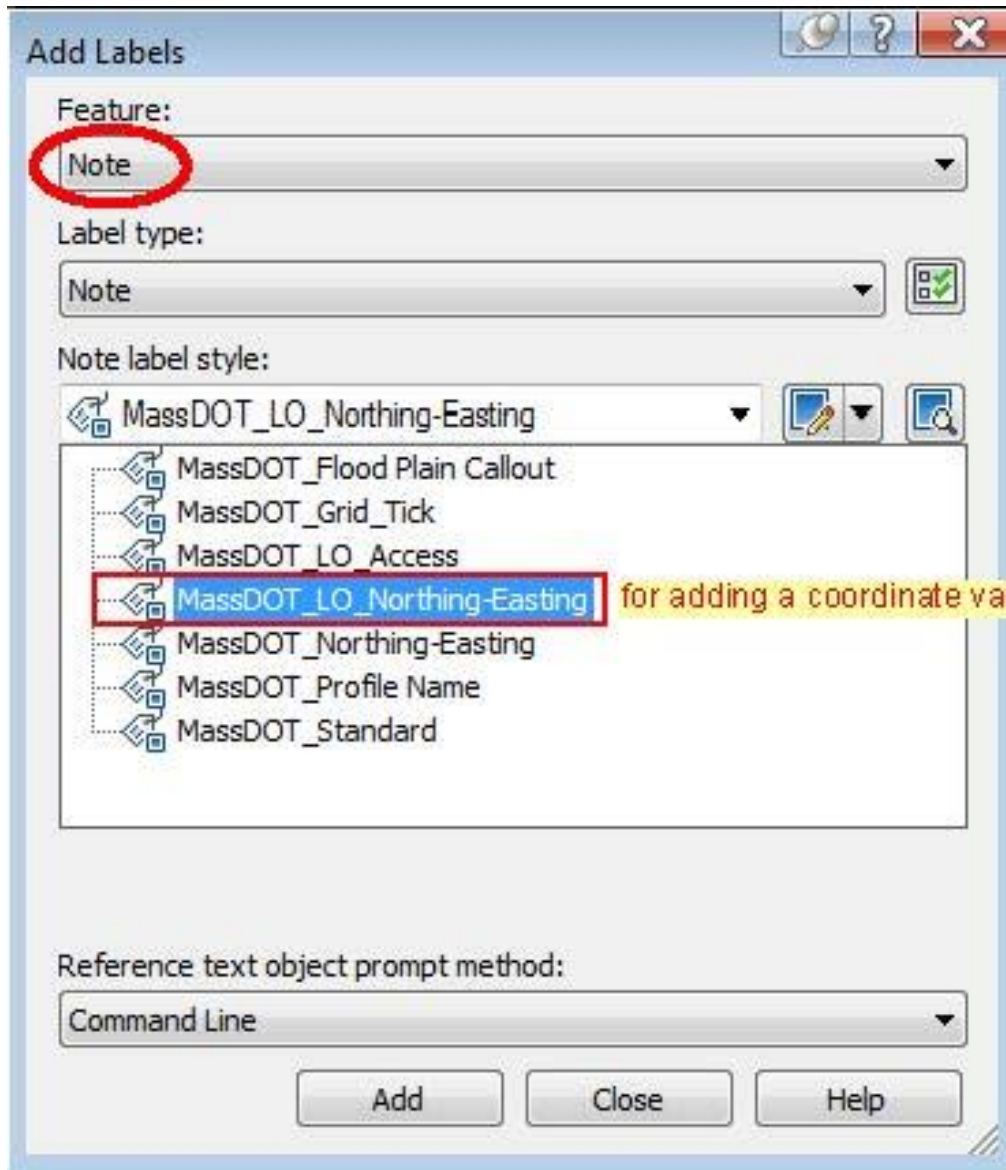 Add Labels
Feature:
Note
Label type:
Note
Note label style:
MassDOT_LO_Northing-Easting
MassDOT_Flood Plain Callout
MassDOT_Grid_Tick
MassDOT_LO_Access
MassDOT_LO_Northing-Easting for adding a coordinate va
MassDOT_Northing-Easting
MassDOT_Profile Name
MassDOT_Standard
Reference text object prompt method:
Command Line
Add Close Help